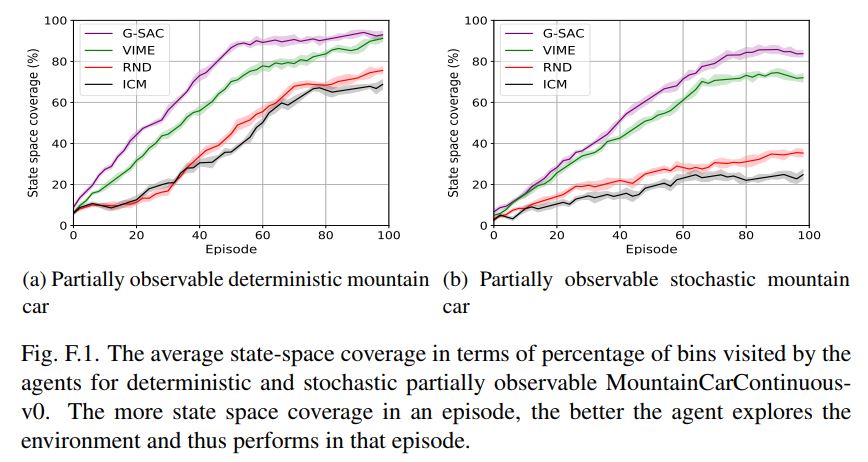 100
80
60
40
20
0
State space coverage (%)
G-SAC
VIME
RND
ICM
0 20 40 60 80 100
Episode
100
80
60
40
20
0
State space coverage (%)
G-SAC
VIME
RND
ICM
0 20 40 60 80 100
Episode
(a) Partially observable deterministic mountain
car
(b) Partially observable stochastic mountain
car
Fig. F.1. The average state-space coverage in terms of percentage of bins visited by the
agents for deterministic and stochastic partially observable MountainCarContinuous-
v0. The more state space coverage in an episode, the better the agent explores the
environment and thus performs in that episode.